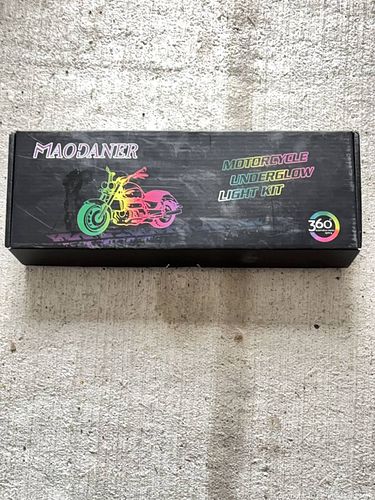 MAODANER
MOTORCYCLE
UNDERGLOW
LIGHT KIT
360°